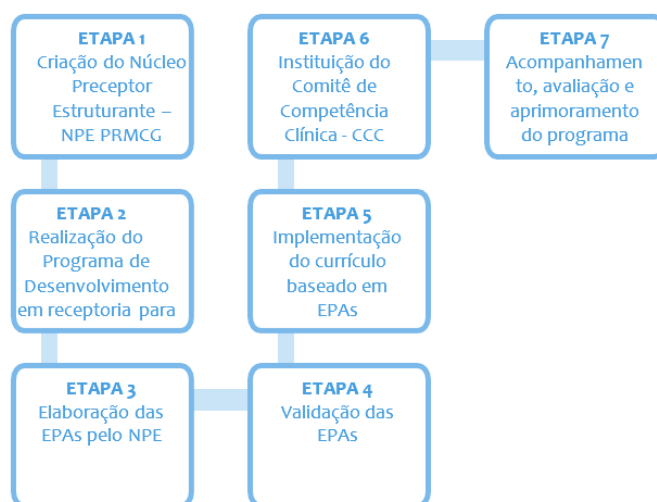 ETAPA 1
Criação do Núcleo
Preceptor
Estruturante –
NPE PRMCG
ETAPA 2
Realização do
Programa de
Desenvolvimento
em receptoria para
ETAPA 3
Elaboração das
EPAs pelo NPE
ETAPA 4
Validação das
EPAs
ETAPA 5
Implementação
do currículo
baseado em
EPAs
ETAPA 6
Instituição do
Comitê de
Competência
Clínica - CCC
ETAPA 7
Acompanhamen
to, avaliação e
aprimoramento
do programa